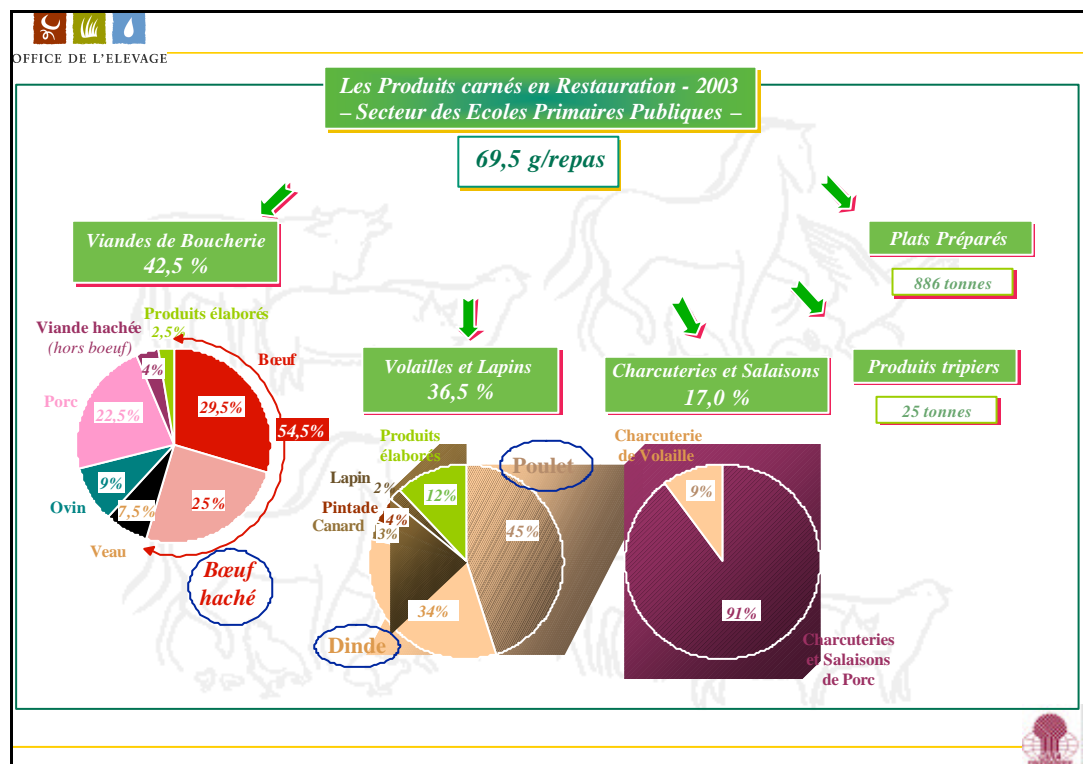 OFFICE DE L'ELEVAGE
Les Produits carnés en Restauration - 2003
– Secteur des Ecoles Primaires Publiques –
69,5 g/repas
Viandes de Boucherie
42,5 %
Plats Préparés
886 tonnes
Produits élaborés
2,5%
Viande hachée
(hors boeuf)
4%
Bœuf
29,5%
54,5%
Porc
22,5%
9%
Ovin
7,5%
25%
Veau
Bœuf
haché
Volailles et Lapins
36,5 %
Charcuteries et Salaisons
17,0 %
Produits tripiers
25 tonnes
Produits
élaborés
Poulet
Lapin
2%
12%
Pintade
4%
Canard
3%
45%
34%
Dinde
Charcuterie
de Volaille
9%
91%
Charcuteries
et Salaisons
de Porc